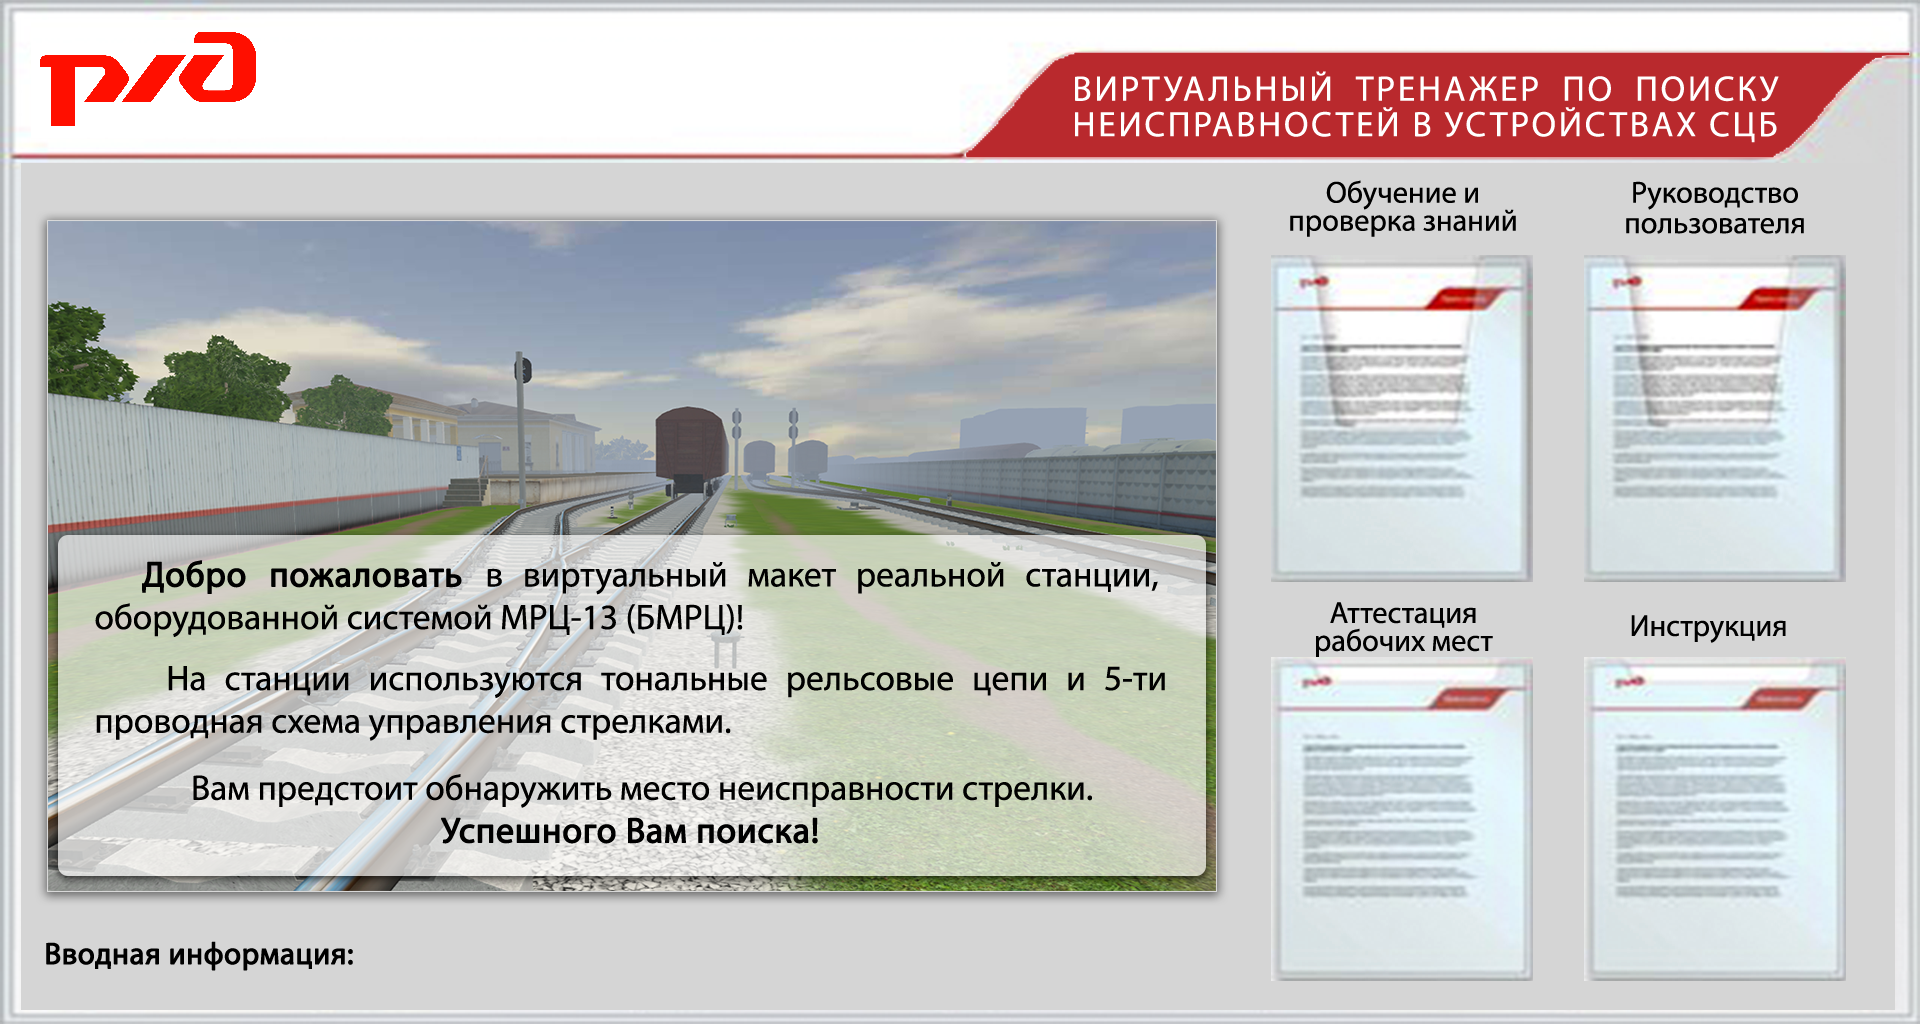 ржд
ВИРТУАЛЬНЫЙ ТРЕНАЖЕР ПО ПОИСКУ
НЕИСПРАВНОСТЕЙ В УСТРОЙСТВАХ СЦБ
Добро пожаловать в виртуальный макет реальной станции,
оборудованной системой МРЦ-13 (БМРЦ)!
На станции используются тональные рельсовые цепи и 5-ти
проводная схема управления стрелками.
Вам предстоит обнаружить место неисправности стрелки.
Успешного Вам поиска!
Вводная информация:
Обучение и
проверка знаний
Руководство
пользователя
Аттестация
рабочих мест
Инструкция